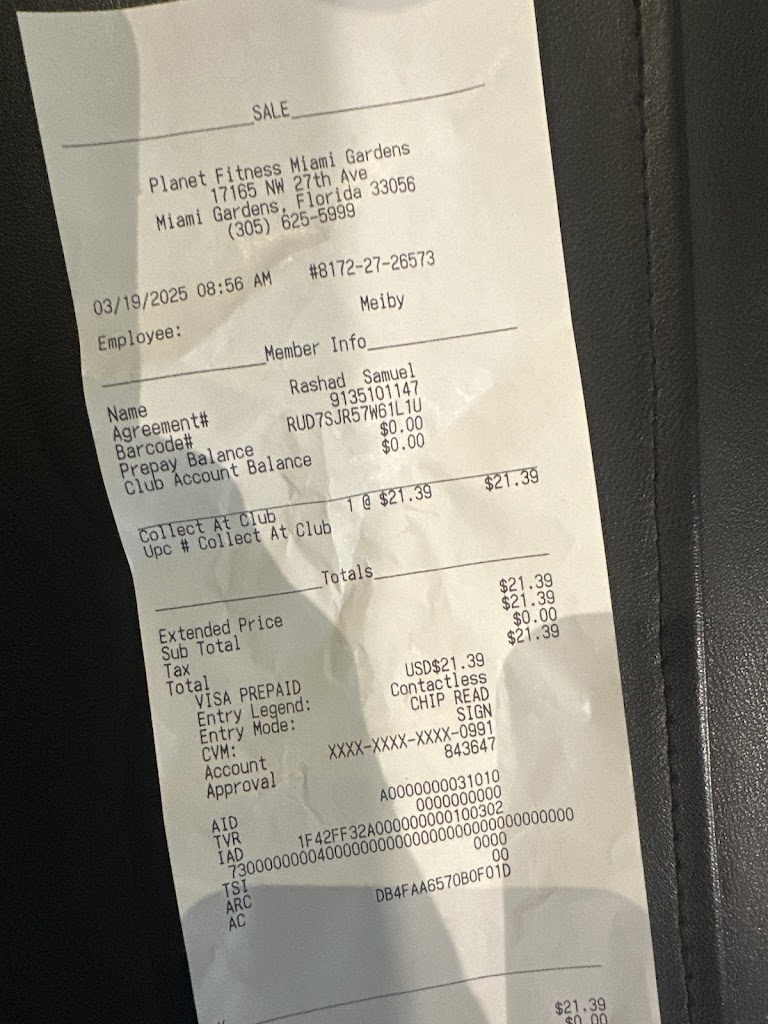 SALE
Planet Fitness Miami Gardens
17165 NW 27th Ave
Miami Gardens, Florida 33056
(305) 625-5999
03/19/2025 08:56 AM #8172-27-26573
Employee: Meiby
Member Info
Name Rashad Samuel
Agreement# 9135101147
Barcode# RUD7SJR57W61L1U
Prepay Balance $0.00
Club Account Balance $0.00
Collect At Club 1 @ $21.39 $21.39
Upc # Collect At Club
Totals
Extended Price $21.39
Sub Total $21.39
Tax $0.00
Total $21.39
VISA PREPAID USD$21.39
Entry Legend: Contactless
Entry Mode: CHIP READ
CVM: SIGN
Account XXXX-XXXX-XXXX-0991
Approval 843647
AID A0000000031010
TVR 0000000000
IAD 1F42FF32A000000000100302
730000000040000000000000000000000000000000
TSI 0000
ARC 00
AC DB4FAA6570B0F01D
$21.39
$0.00